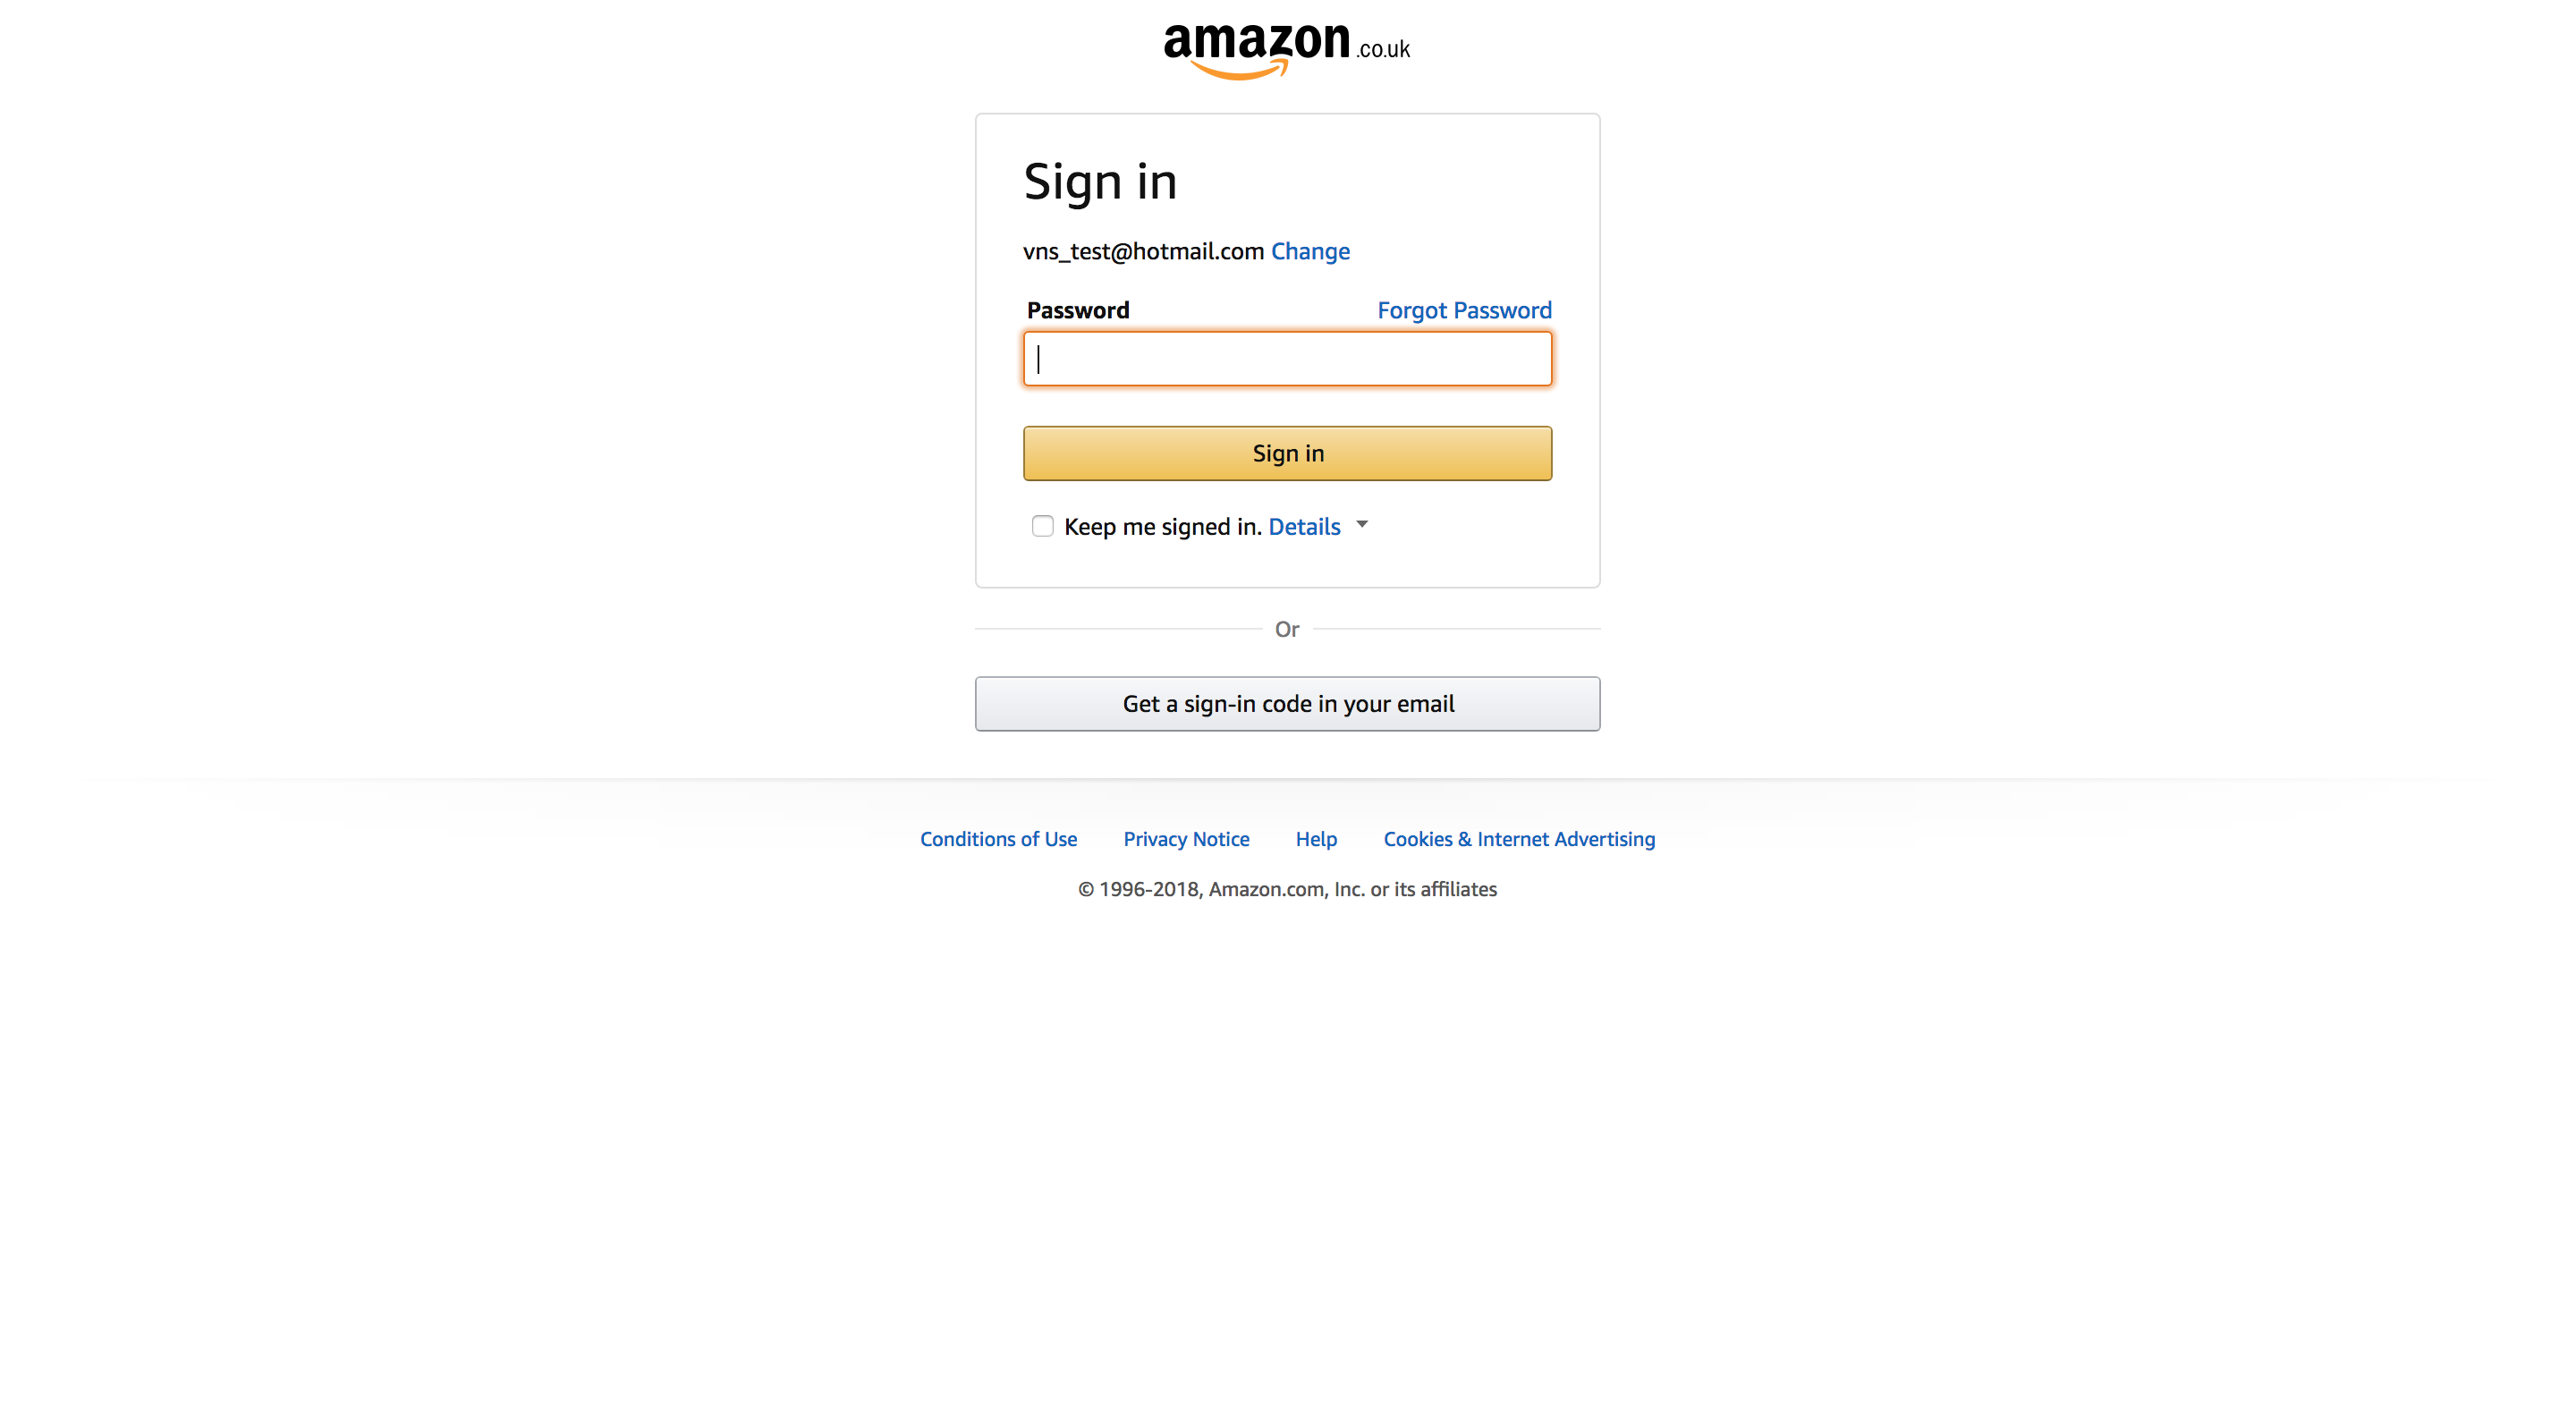 amazon.co.uk
Sign in
vns_test@hotmail.com Change
Password Forgot Password
Sign in
Keep me signed in. Details
Or
Get a sign-in code in your email
Conditions of Use Privacy Notice Help Cookies & Internet Advertising
© 1996-2018, Amazon.com, Inc. or its affiliates